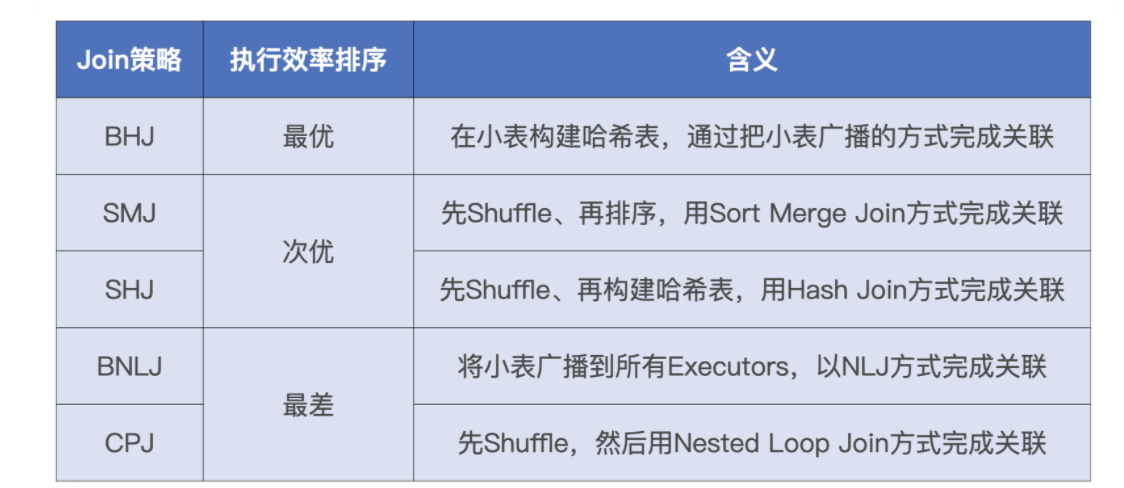 Join策略 执行效率排序 含义
BHJ 最优 在小表构建哈希表，通过把小表广播的方式完成关联
SMJ 先Shuffle、再排序，用Sort Merge Join方式完成关联
次优
SHJ 先Shuffle、再构建哈希表，用Hash Join方式完成关联
BNLJ 将小表广播到所有Executors，以NLJ方式完成关联
最差
CPJ 先Shuffle，然后用Nested Loop Join方式完成关联